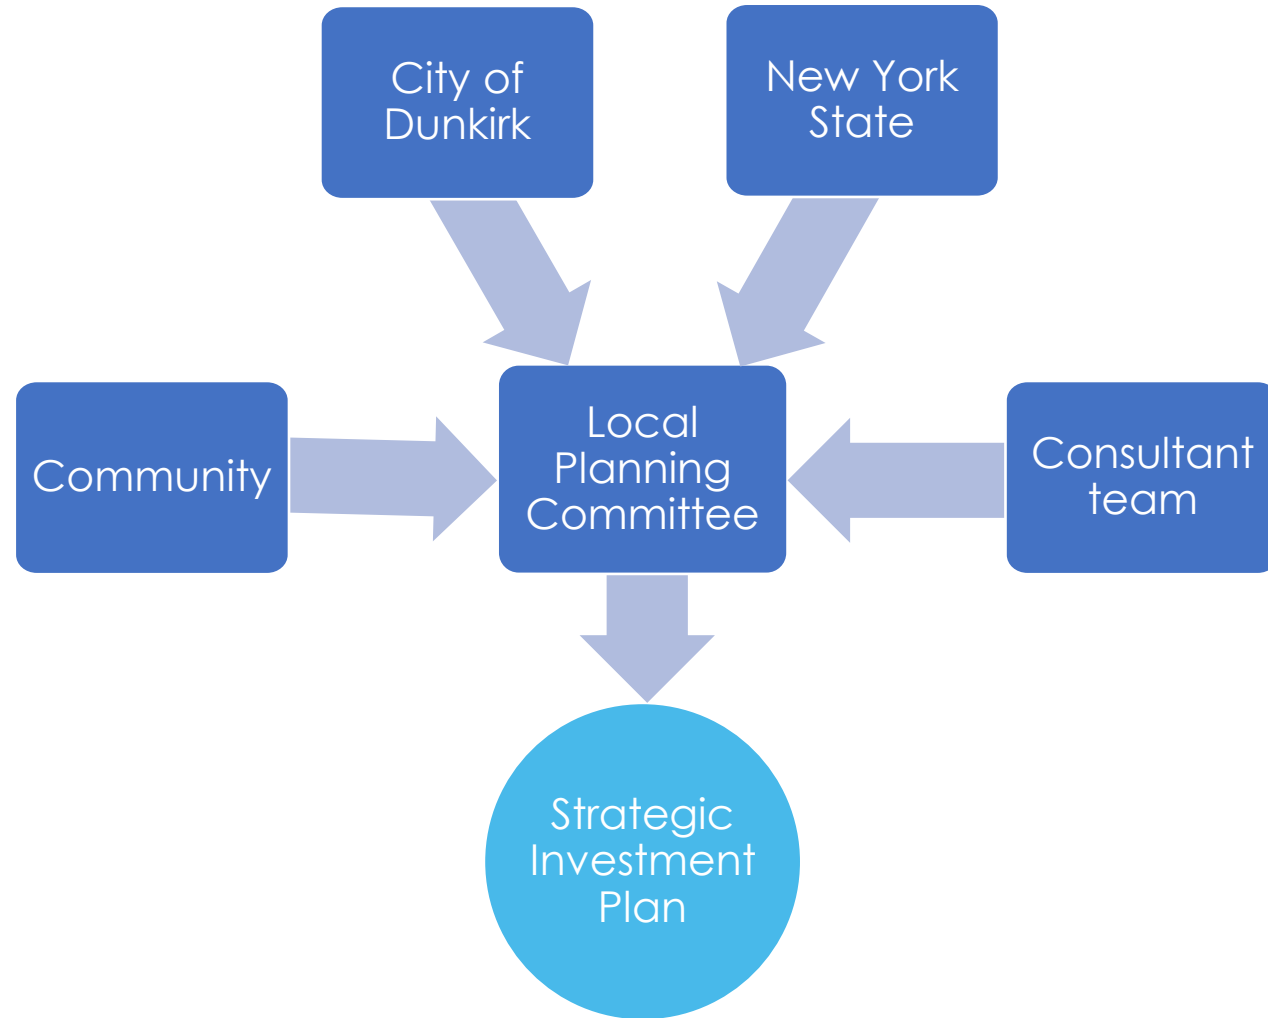 City of
Dunkirk
New York
State
Community
Local
Planning
Committee
Consultant
team
Strategic
Investment
Plan